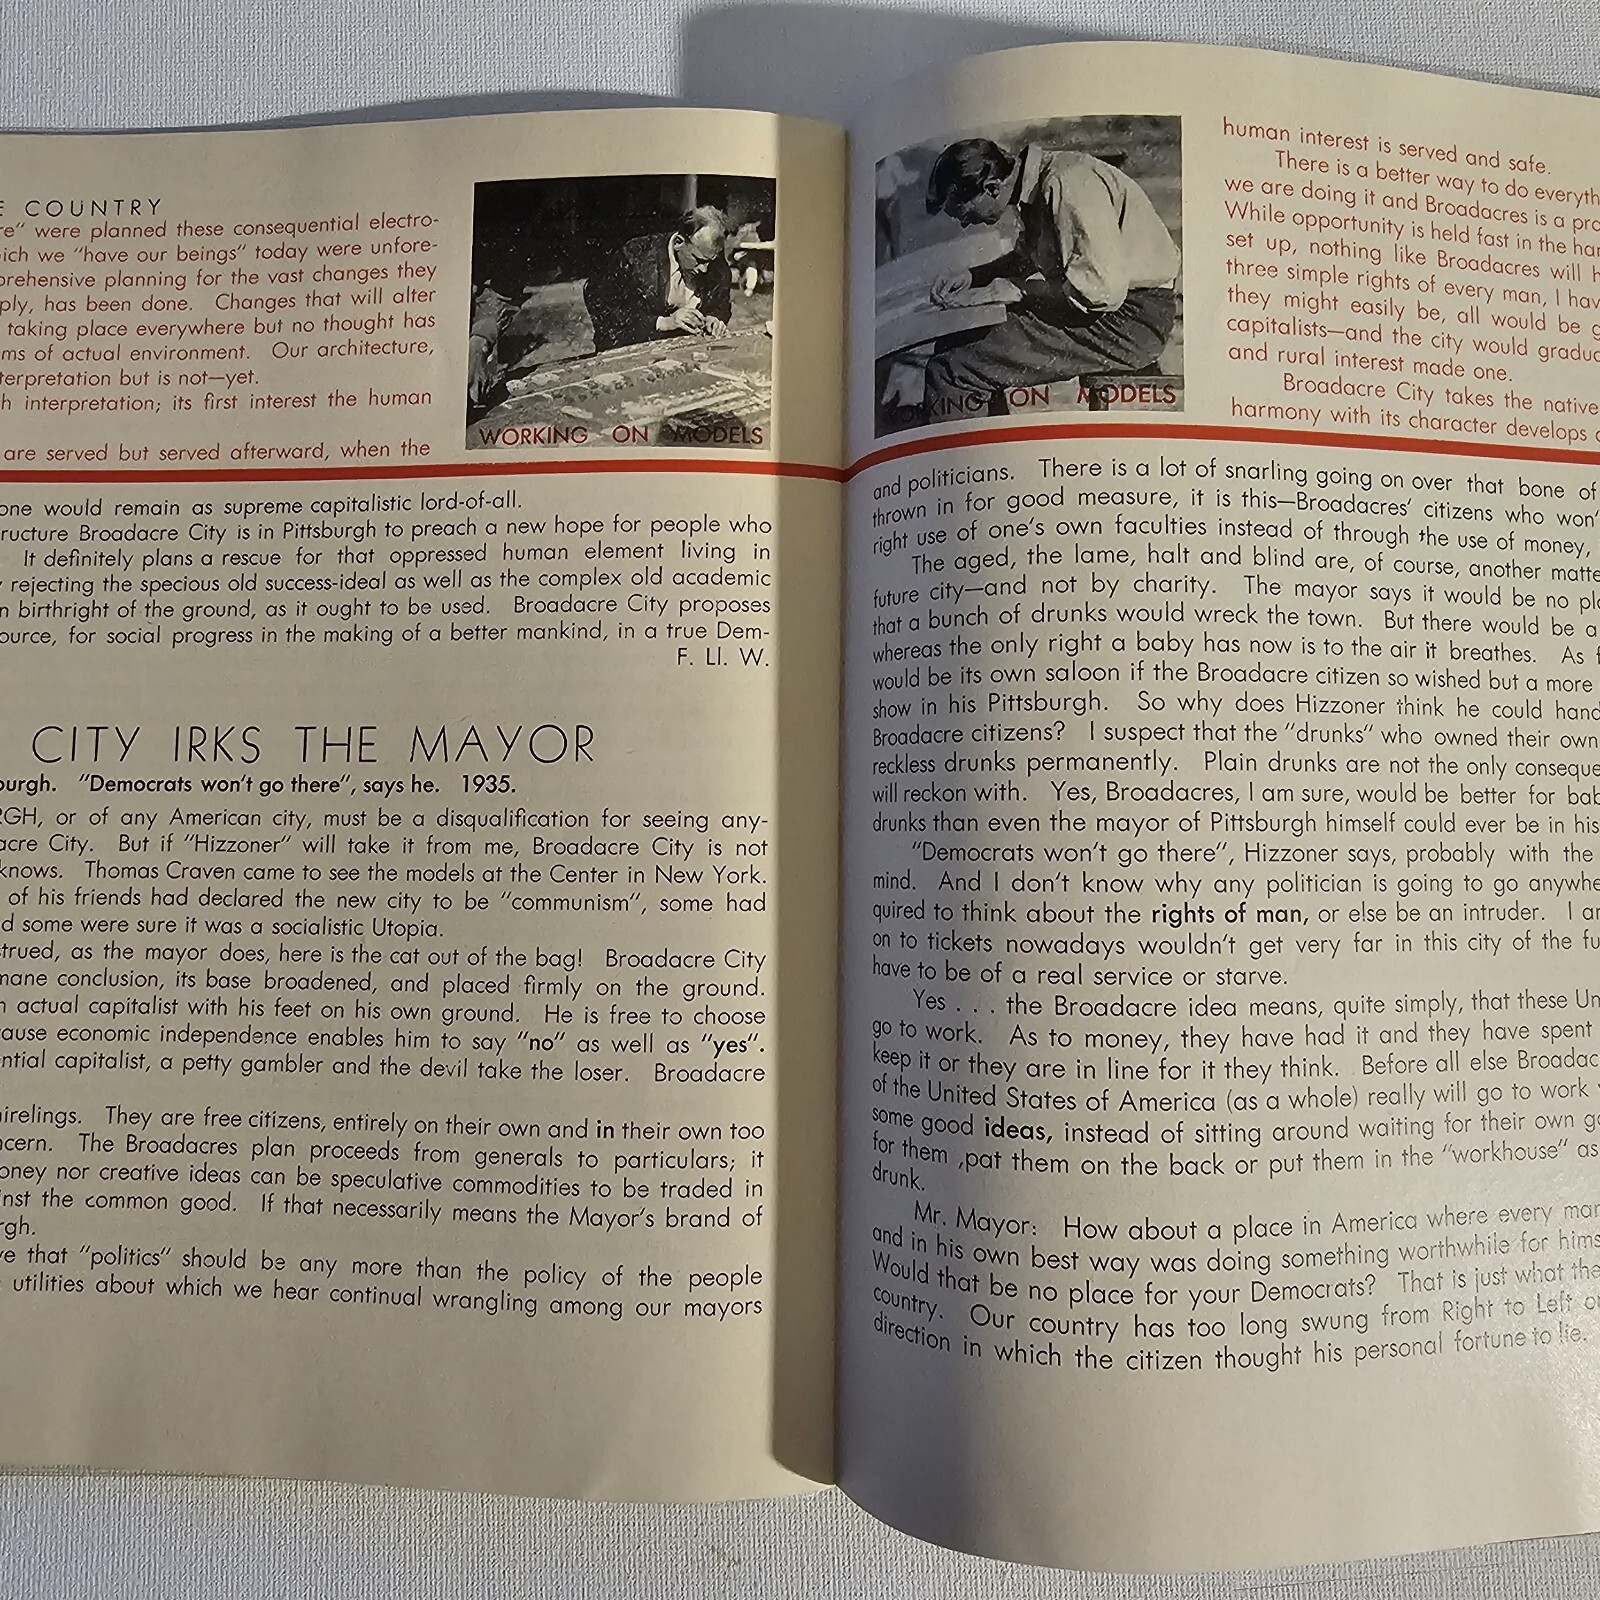 E COUNTRY
re" were planned these consequential electro-
ich we "have our beings" today were unfore-
prehensive planning for the vast changes they
ply, has been done. Changes that will alter
taking place everywhere but no thought has
ms of actual environment. Our architecture,
terpretation but is not—yet.
h interpretation; its first interest the human
are served but served afterward, when the
WORKING ON MODELS
one would remain as supreme capitalistic lord-of-all.
ructure Broadacre City is in Pittsburgh to preach a new hope for people who
It definitely plans a rescue for that oppressed human element living in
y rejecting the specious old success-ideal as well as the complex old academic
n birthright of the ground, as it ought to be used. Broadacre City proposes
ource, for social progress in the making of a better mankind, in a true Dem-
F. Ll. W.
CITY IRKS THE MAYOR
burgh. "Democrats won't go there", says he. 1935.
RGH, or of any American city, must be a disqualification for seeing any-
acre City. But if "Hizzoner" will take it from me, Broadacre City is not
knows. Thomas Craven came to see the models at the Center in New York.
of his friends had declared the new city to be "communism", some had
d some were sure it was a socialistic Utopia.
strued, as the mayor does, here is the cat out of the bag! Broadacre City
mane conclusion, its base broadened, and placed firmly on the ground.
n actual capitalist with his feet on his own ground. He is free to choose
ause economic independence enables him to say "no" as well as "yes".
ntial capitalist, a petty gambler and the devil take the loser. Broadacre
hirelings. They are free citizens, entirely on their own and in their own too
ncern. The Broadacres plan proceeds from generals to particulars; it
oney nor creative ideas can be speculative commodities to be traded in
inst the common good. If that necessarily means the Mayor's brand of
rgh.
ve that "politics" should be any more than the policy of the people
utilities about which we hear continual wrangling among our mayors
WORKING ON MODELS
human interest is served and safe.
There is a better way to do everyth
we are doing it and Broadacres is a pro
While opportunity is held fast in the har
set up, nothing like Broadacres will h
three simple rights of every man, I hav
they might easily be, all would be g
capitalists—and the city would graduc
and rural interest made one.
Broadacre City takes the native
harmony with its character develops a
and politicians. There is a lot of snarling going on over that bone of
thrown in for good measure, it is this—Broadacres' citizens who won'
right use of one's own faculties instead of through the use of money,
The aged, the lame, halt and blind are, of course, another matte
future city—and not by charity. The mayor says it would be no pl
that a bunch of drunks would wreck the town. But there would be a
whereas the only right a baby has now is to the air it breathes. As f
would be its own saloon if the Broadacre citizen so wished but a more
show in his Pittsburgh. So why does Hizzoner think he could hand
Broadacre citizens? I suspect that the "drunks" who owned their own
reckless drunks permanently. Plain drunks are not the only conseque
will reckon with. Yes, Broadacres, I am sure, would be better for bab
drunks than even the mayor of Pittsburgh himself could ever be in his
"Democrats won't go there", Hizzoner says, probably with the
mind. And I don't know why any politician is going to go anywhe
quired to think about the rights of man, or else be an intruder. I ar
on to tickets nowadays wouldn't get very far in this city of the fu
have to be of a real service or starve.
Yes . . . the Broadacre idea means, quite simply, that these Un
go to work. As to money, they have had it and they have spent
keep it or they are in line for it they think. Before all else Broadac
of the United States of America (as a whole) really will go to work
some good ideas, instead of sitting around waiting for their own go
for them ,pat them on the back or put them in the "workhouse" as
drunk.
Mr. Mayor: How about a place in America where every mar
and in his own best way was doing something worthwhile for hims
Would that be no place for your Democrats? That is just what the
country. Our country has too long swung from Right to Left o
direction in which the citizen thought his personal fortune to lie.